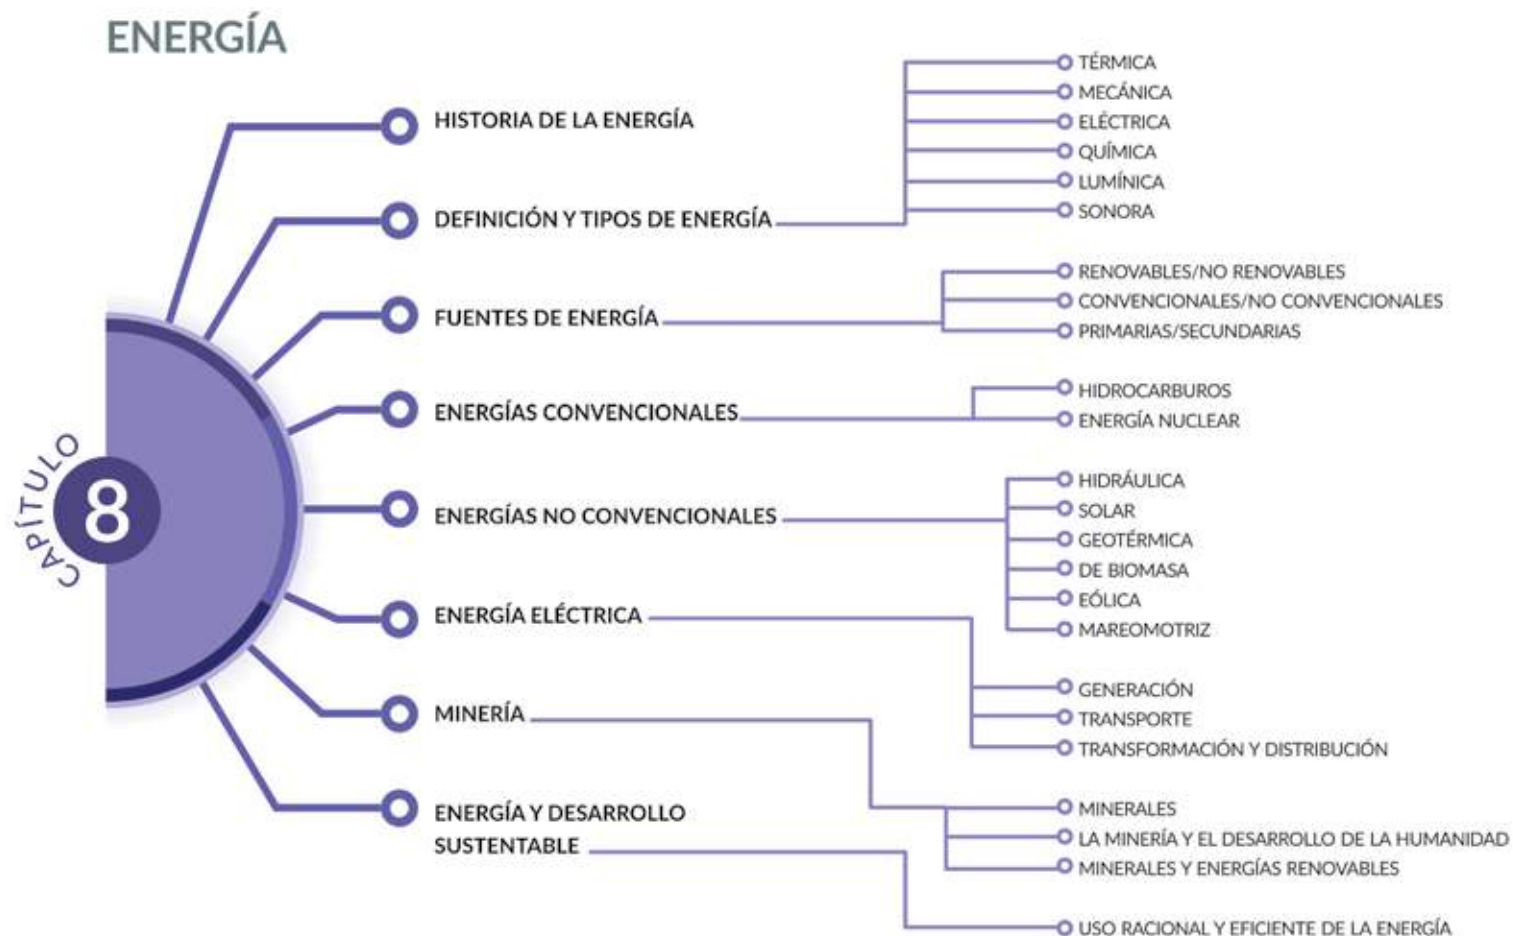 ENERGÍA
CAPÍTULO
8
HISTORIA DE LA ENERGÍA
DEFINICIÓN Y TIPOS DE ENERGÍA
TÉRMICA
MECÁNICA
ELÉCTRICA
QUÍMICA
LUMÍNICA
SONORA
FUENTES DE ENERGÍA
RENOVABLES/NO RENOVABLES
CONVENCIONALES/NO CONVENCIONALES
PRIMARIAS/SECUNDARIAS
ENERGÍAS CONVENCIONALES
HIDROCARBUROS
ENERGÍA NUCLEAR
ENERGÍAS NO CONVENCIONALES
HIDRÁULICA
SOLAR
GEOTÉRMICA
DE BIOMASA
EÓLICA
MAREOMOTRIZ
ENERGÍA ELÉCTRICA
GENERACIÓN
TRANSPORTE
TRANSFORMACIÓN Y DISTRIBUCIÓN
MINERÍA
MINERALES
LA MINERÍA Y EL DESARROLLO DE LA HUMANIDAD
MINERALES Y ENERGÍAS RENOVABLES
ENERGÍA Y DESARROLLO
SUSTENTABLE
USO RACIONAL Y EFICIENTE DE LA ENERGÍA